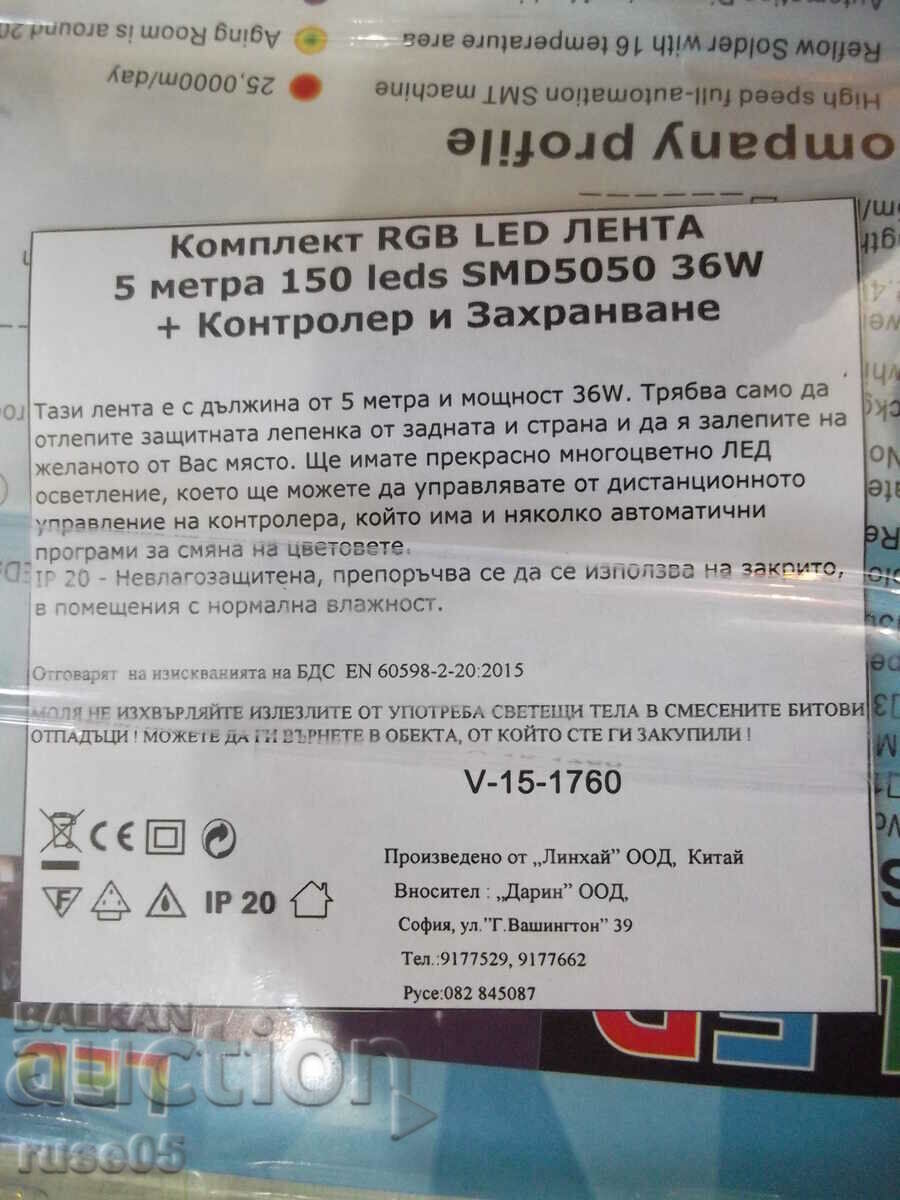 Aging Room is around 20
Reflow Solder with 16 temperature area
25,0000m/day
High speed full-automation SMT machine
ompany profile
Комплект RGB LED ЛЕНТА
5 метра 150 leds SMD5050 36W
+ Контролер и Захранване
Тази лента е с дължина от 5 метра и мощност 36W. Трябва само да
отлепите защитната лепенка от задната и страна и да я залепите на
желаното от Вас място. Ще имате прекрасно многоцветно ЛЕД
осветление, което ще можете да управлявате от дистанционното
управление на контролера, който има и няколко автоматични
програми за смяна на цветовете.
IP 20 - Невлагозащитена, препоръчва се да се използва на закрито,
в помещения с нормална влажност.
Отговарят на изискванията на БДС EN 60598-2-20:2015
МОЛЯ НЕ ИЗХВЪРЛЯЙТЕ ИЗЛЕЗЛИТЕ ОТ УПОТРЕБА СВЕТЕЩИ ТЕЛА В СМЕСЕНИТЕ БИТОВИ
ОТПАДЪЦИ ! МОЖЕТЕ ДА ГИ ВЪРНЕТЕ В ОБЕКТА, ОТ КОЙТО СТЕ ГИ ЗАКУПИЛИ !
V-15-1760
CE
Произведено от „Линхай” ООД, Китай
F
IP 20
Вносител : „Дарин” ООД,
София, ул."Г.Вашингтон” 39
Тел.:9177529, 9177662
Русе:082 845087
BALKAN
auction
LED
ruse05